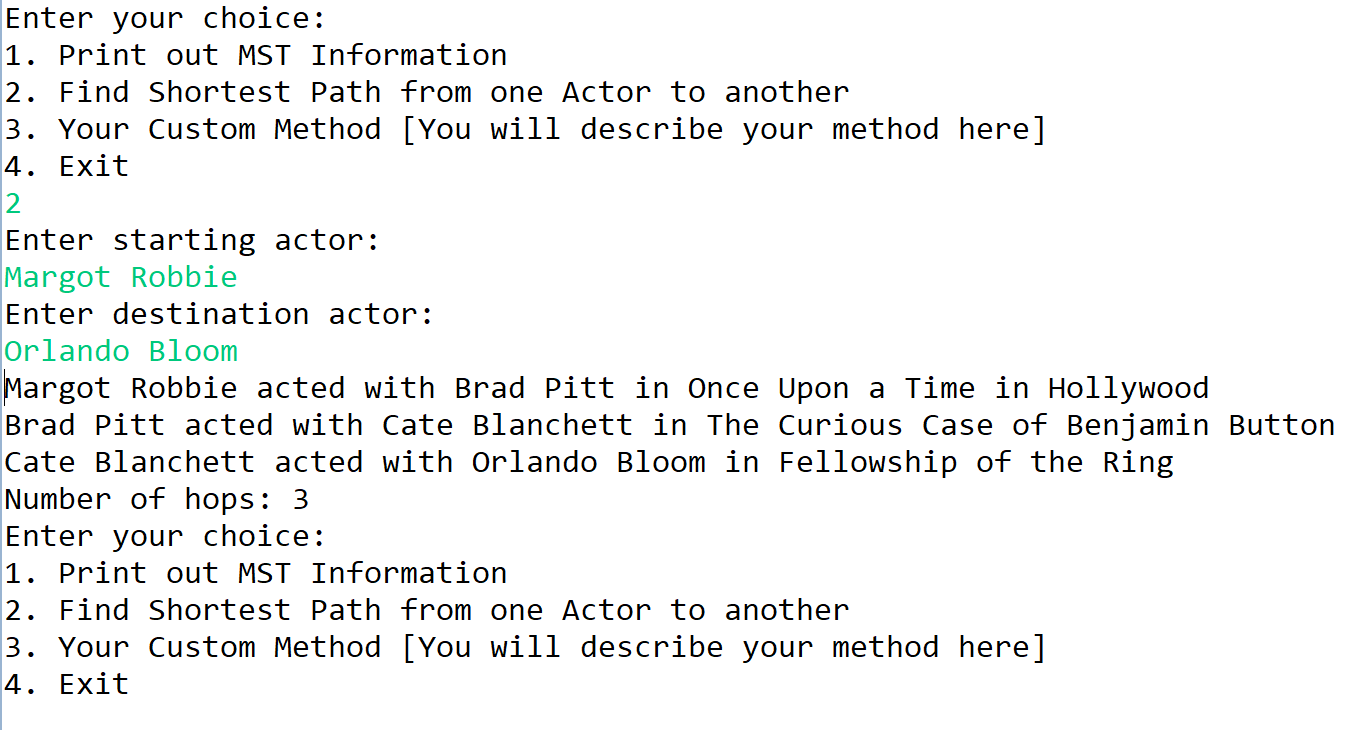 Enter your choice:
1. Print out MST Information
2. Find Shortest Path from one Actor to another
3. Your Custom Method [You will describe your method here]
4. Exit
2
Enter starting actor:
Margot Robbie
Enter destination actor:
Orlando Bloom
Margot Robbie acted with Brad Pitt in Once Upon a Time in Hollywood
Brad Pitt acted with Cate Blanchett in The Curious Case of Benjamin Button
Cate Blanchett acted with Orlando Bloom in Fellowship of the Ring
Number of hops: 3
Enter your choice:
1. Print out MST Information
2. Find Shortest Path from one Actor to another
3. Your Custom Method [You will describe your method here]
4. Exit